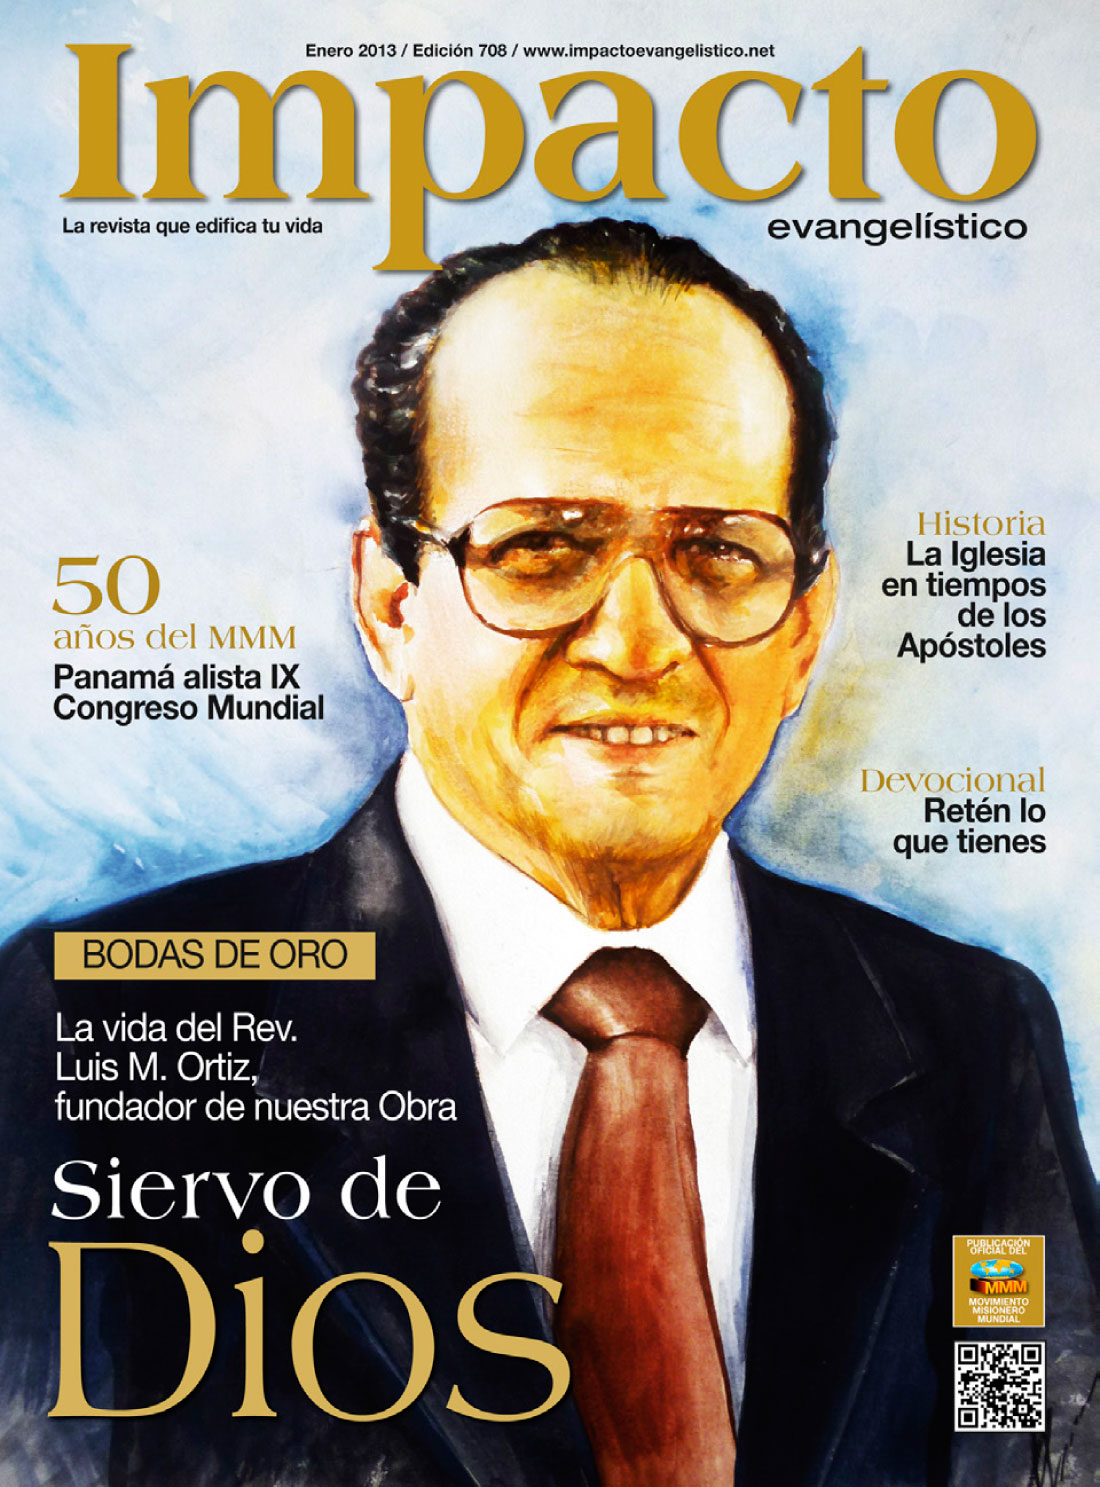 Enero 2013 / Edición 708 / www.impactoevangelistico.net
Impacto
evangelístico
La revista que edifica tu vida
50
años del MMM
Panamá alista IX
Congreso Mundial
Historia
La Iglesia
en tiempos
de los
Apóstoles
Devocional
Retén lo
que tienes
BODAS DE ORO
La vida del Rev.
Luis M. Ortiz,
fundador de nuestra Obra
Siervo de
Dios
PUBLICACIÓN
OFICIAL DEL
MMM
MOVIMIENTO
MISIONERO
MUNDIAL